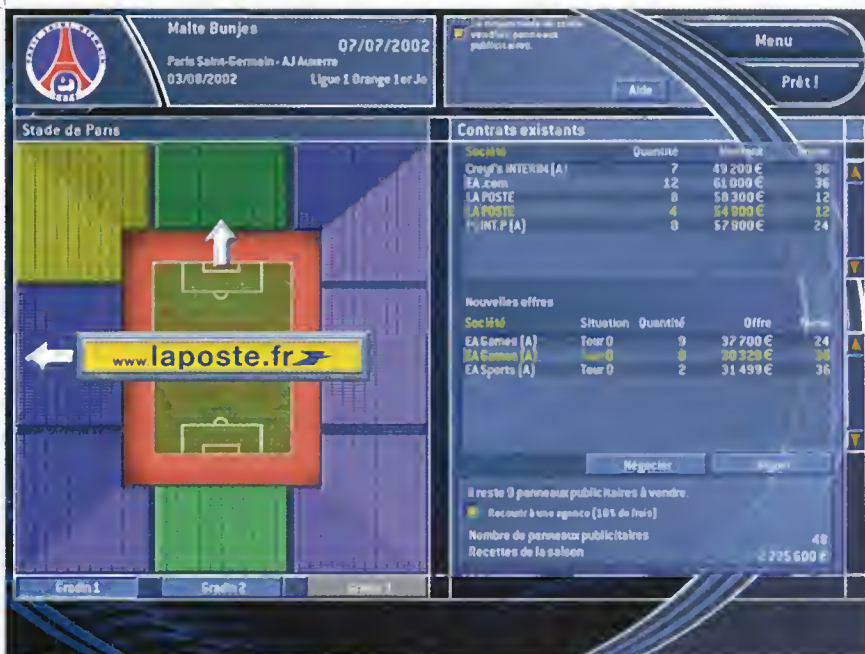 Malte Bunjes
07/07/2002
Paris Saint-Germain - AJ Auxerre
03/08/2002 Ligue 1 Orange 1er Jo
panneaux
publicitaires.
Aide
Menu
Prêt !
Stade de Paris
www.laposte.fr
Gradin 1 Gradin 2
Contrats existants
Société Quantité
Creyf's INTERIM (A) 7 49 200 € 36
EA.com 12 61 000 € 36
LA POSTE 8 58 300 € 12
LA POSTE 4 54 900 € 12
POINT.P (A) 8 57 800 € 24
Nouvelles offres
Société Situation Quantité Offre
EA Games (A) Tour 0 9 37 700 € 24
EA Games (A) Tour 0 8 36
EA Sports (A) Tour 0 2 31 499 € 36
Négocier Signer
Il reste 9 panneaux publicitaires à vendre.
Recourir à une agence (10% de frais)
Nombre de panneaux publicitaires 48
Recettes de la saison 2 225 600 €